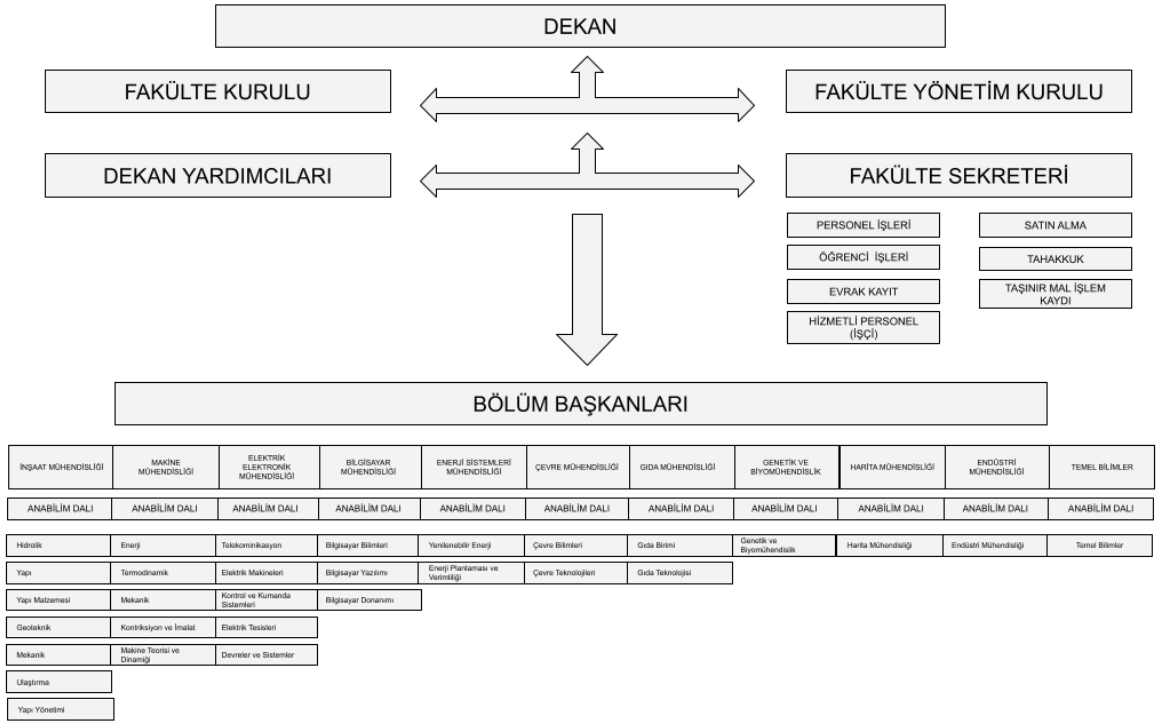 DEKAN
FAKÜLTE KURULU
FAKÜLTE YÖNETİM KURULU
DEKAN YARDIMCILARI
FAKÜLTE SEKRETERİ
PERSONEL İŞLERİ
SATIN ALMA
ÖĞRENCİ İŞLERİ
TAHAKKUK
EVRAK KAYIT
TAŞINIR MAL İŞLEM
KAYDI
HİZMETLİ PERSONEL
(İŞÇİ)
BÖLÜM BAŞKANLARI
İNŞAAT MÜHENDİSLİĞİ
MAKİNE
MÜHENDİSLİĞİ
ELEKTRİK
ELEKTRONİK
MÜHENDİSLİĞİ
BİLGİSAYAR
MÜHENDİSLİĞİ
ENERJİ SİSTEMLERİ
MÜHENDİSLİĞİ
ÇEVRE MÜHENDİSLİĞİ
GIDA MÜHENDİSLİĞİ
GENETİK VE
BİYOMÜHENDİSLİK
HARİTA MÜHENDİSLİĞİ
ENDÜSTRİ
MÜHENDİSLİĞİ
TEMEL BİLİMLER
ANABİLİM DALI
ANABİLİM DALI
ANABİLİM DALI
ANABİLİM DALI
ANABİLİM DALI
ANABİLİM DALI
ANABİLİM DALI
ANABİLİM DALI
ANABİLİM DALI
ANABİLİM DALI
ANABİLİM DALI
Hidrolik
Enerji
Telekominikasyon
Bilgisayar Bilimleri
Yenilenebilir Enerji
Çevre Bilimleri
Gıda Birimi
Genetik ve
Biyomühendislik
Harita Mühendisliği
Endüstri Mühendisliği
Temel Bilimler
Yapı
Termodinamik
Elektrik Makineleri
Bilgisayar Yazılımı
Enerji Planlaması ve
Verimliliği
Çevre Teknolojileri
Gıda Teknolojisi
Yapı Malzemesi
Mekanik
Kontrol ve Kumanda
Sistemleri
Bilgisayar Donanımı
Geoteknik
Kontriksiyon ve İmalat
Elektrik Tesisleri
Mekanik
Makine Teorisi ve
Dinamiği
Devreler ve Sistemler
Ulaştırma
Yapı Yönetimi